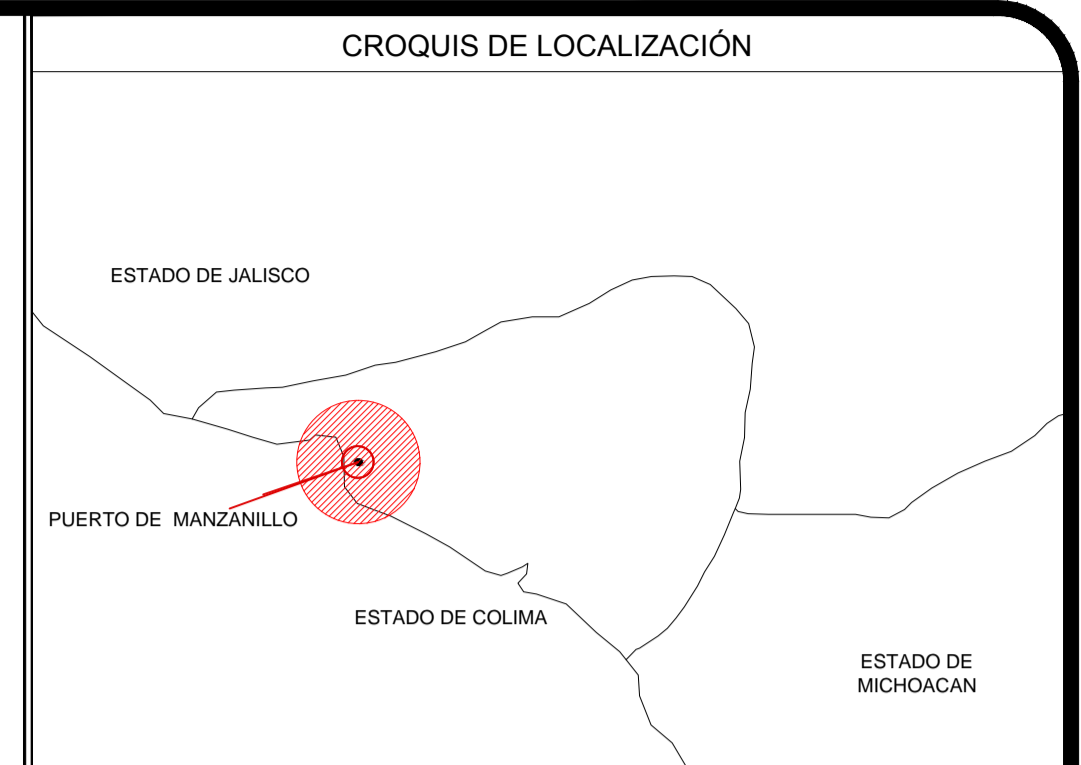 CROQUIS DE LOCALIZACIÓN
ESTADO DE JALISCO
PUERTO DE MANZANILLO
ESTADO DE COLIMA
ESTADO DE
MICHOACAN